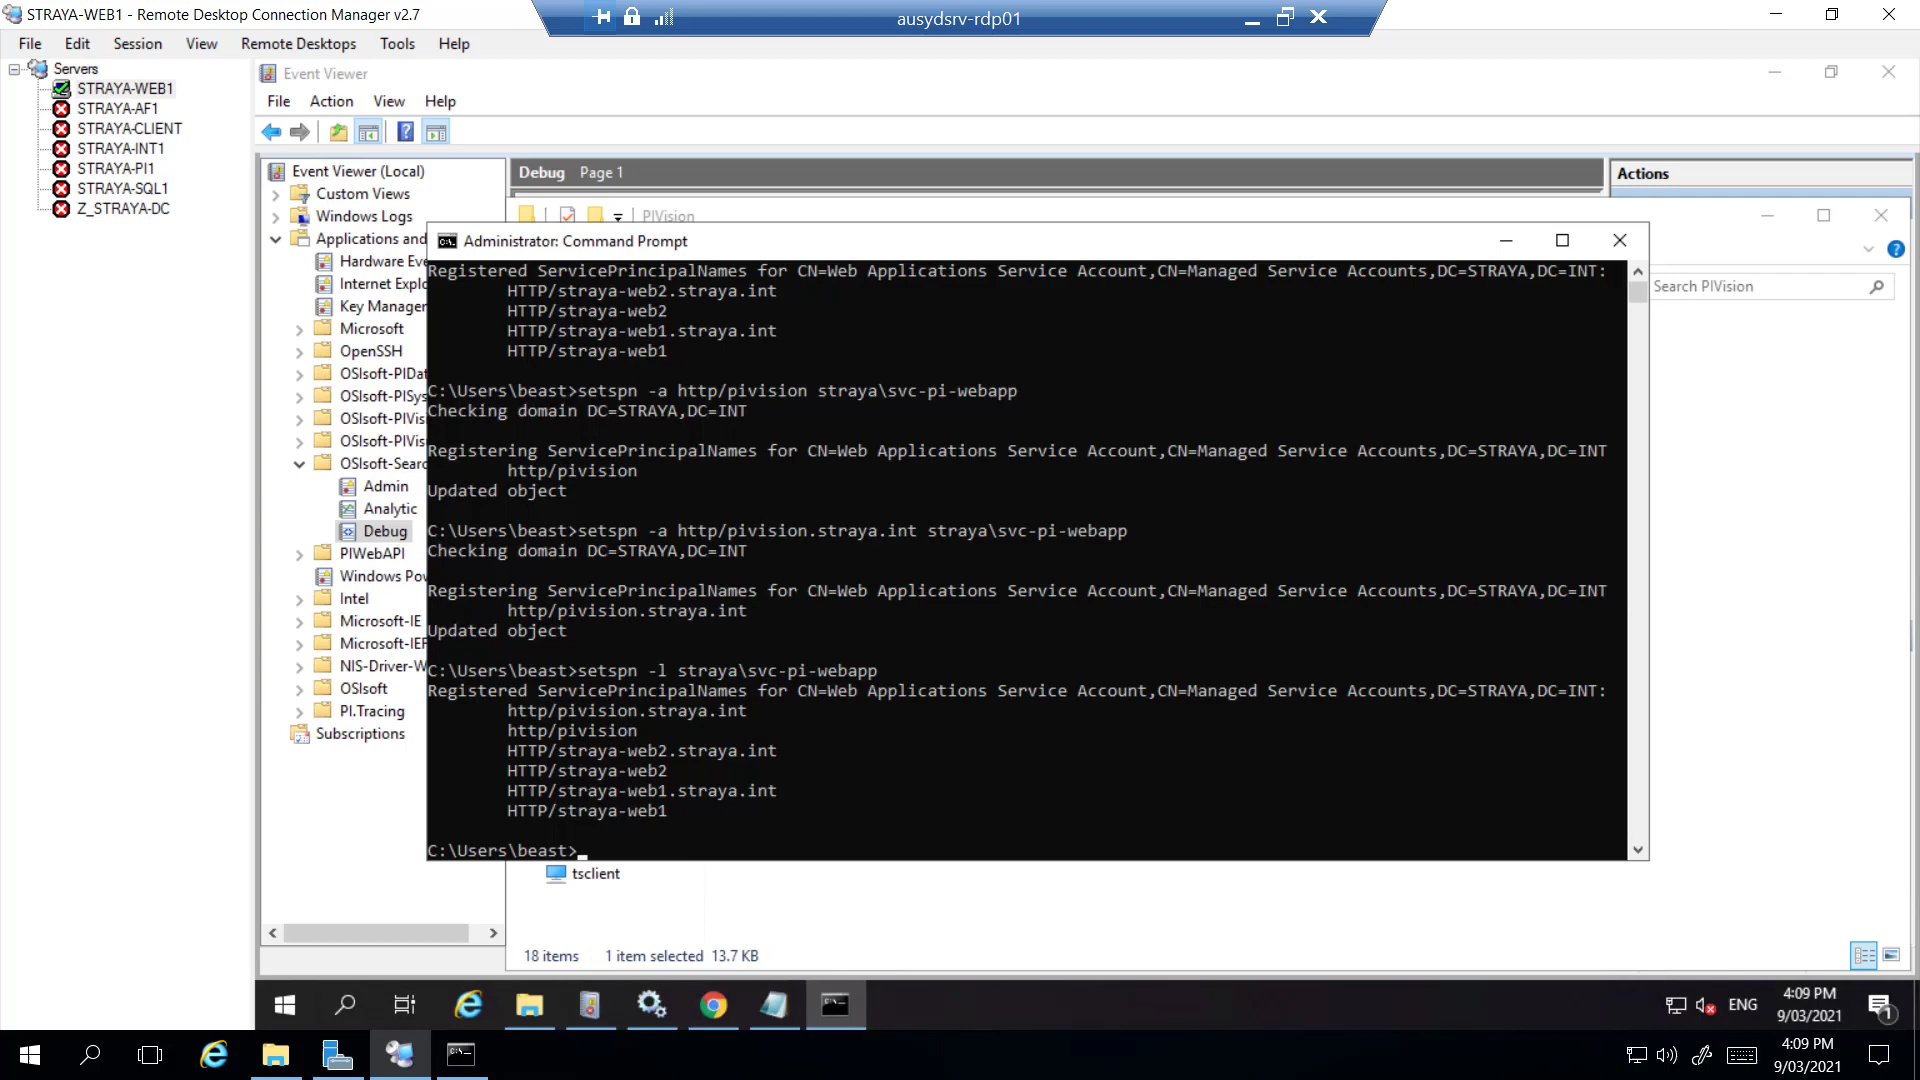 STRAYA-WEB1 - Remote Desktop Connection Manager v2.7
ausydsrv-rdp01
File Edit Session View Remote Desktops Tools Help
Servers
STRAYA-WEB1
STRAYA-AF1
STRAYA-CLIENT
STRAYA-INT1
STRAYA-PI1
STRAYA-SQL1
Z_STRAYA-DC
Event Viewer
File Action View Help
Event Viewer (Local)
Custom Views
Windows Logs
Applications and
Hardware Eve
Internet Explo
Key Manager
Microsoft
OpenSSH
OSIsoft-PIDat
OSIsoft-PISys
OSIsoft-PIVis
OSIsoft-PIVis
OSIsoft-Searc
Admin
Analytic
Debug
PIWebAPI
Windows Pow
Intel
Microsoft-IE
Microsoft-IEF
NIS-Driver-W
OSIsoft
PI.Tracing
Subscriptions
Debug Page 1
Actions
PIVision
Search PIVision
Administrator: Command Prompt
Registered ServicePrincipalNames for CN=Web Applications Service Account,CN=Managed Service Accounts,DC=STRAYA,DC=INT:
HTTP/straya-web2.straya.int
HTTP/straya-web2
HTTP/straya-web1.straya.int
HTTP/straya-web1
C:\Users\beast>setspn -a http/pivision straya\svc-pi-webapp
Checking domain DC=STRAYA,DC=INT
Registering ServicePrincipalNames for CN=Web Applications Service Account,CN=Managed Service Accounts,DC=STRAYA,DC=INT
http/pivision
Updated object
C:\Users\beast>setspn -a http/pivision.straya.int straya\svc-pi-webapp
Checking domain DC=STRAYA,DC=INT
Registering ServicePrincipalNames for CN=Web Applications Service Account,CN=Managed Service Accounts,DC=STRAYA,DC=INT
http/pivision.straya.int
Updated object
C:\Users\beast>setspn -l straya\svc-pi-webapp
Registered ServicePrincipalNames for CN=Web Applications Service Account,CN=Managed Service Accounts,DC=STRAYA,DC=INT:
http/pivision.straya.int
http/pivision
HTTP/straya-web2.straya.int
HTTP/straya-web2
HTTP/straya-web1.straya.int
HTTP/straya-web1
C:\Users\beast>
tsclient
18 items 1 item selected 13.7 KB
ENG
4:09 PM
9/03/2021
1
4:09 PM
9/03/2021